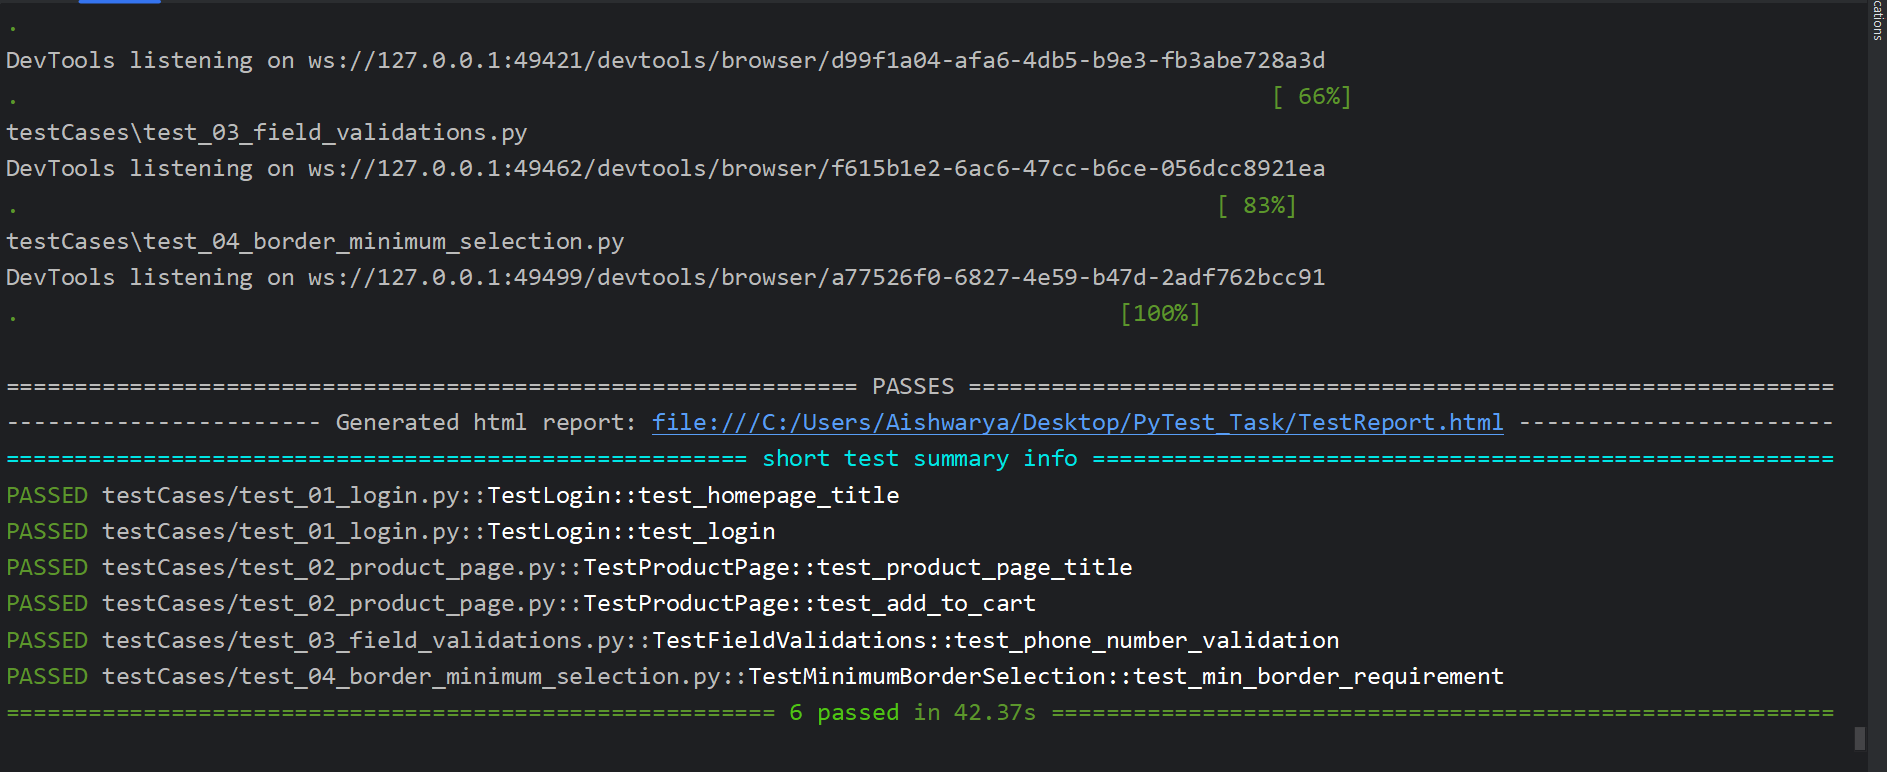 .
DevTools listening on ws://127.0.0.1:49421/devtools/browser/d99f1a04-afa6-4db5-b9e3-fb3abe728a3d
. [ 66%]
testCases\test_03_field_validations.py
DevTools listening on ws://127.0.0.1:49462/devtools/browser/f615b1e2-6ac6-47cc-b6ce-056dcc8921ea
. [ 83%]
testCases\test_04_border_minimum_selection.py
DevTools listening on ws://127.0.0.1:49499/devtools/browser/a77526f0-6827-4e59-b47d-2adf762bcc91
. [100%]
============================================================== PASSES ===============================================================
----------------------- Generated html report: file:///C:/Users/Aishwarya/Desktop/PyTest_Task/TestReport.html -----------------------
====================================================== short test summary info ======================================================
PASSED testCases/test_01_login.py::TestLogin::test_homepage_title
PASSED testCases/test_01_login.py::TestLogin::test_login
PASSED testCases/test_02_product_page.py::TestProductPage::test_product_page_title
PASSED testCases/test_02_product_page.py::TestProductPage::test_add_to_cart
PASSED testCases/test_03_field_validations.py::TestFieldValidations::test_phone_number_validation
PASSED testCases/test_04_border_minimum_selection.py::TestMinimumBorderSelection::test_min_border_requirement
======================================================== 6 passed in 42.37s =========================================================